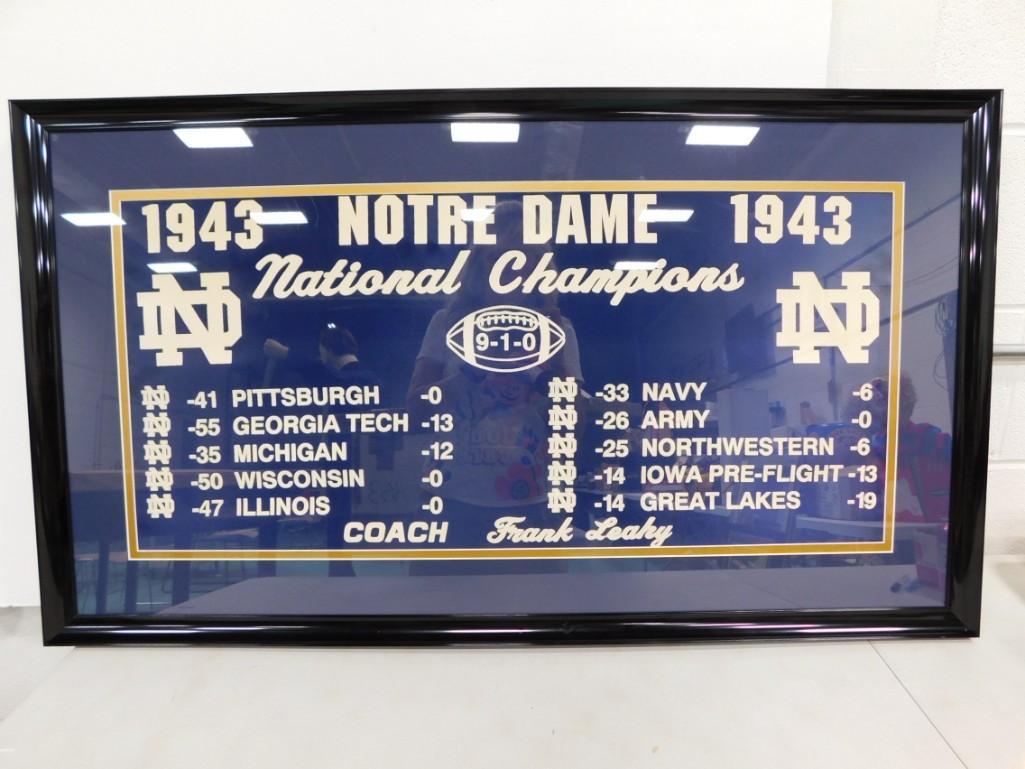 1943 NOTRE DAME 1943
National Champions
ND ND
9-1-0
ND -41 PITTSBURGH -0
ND -55 GEORGIA TECH -13
ND -35 MICHIGAN -12
ND -50 WISCONSIN -0
ND -47 ILLINOIS -0
ND -33 NAVY -6
ND -26 ARMY -0
ND -25 NORTHWESTERN -6
ND -14 IOWA PRE-FLIGHT -13
ND -14 GREAT LAKES -19
COACH Frank Leahy